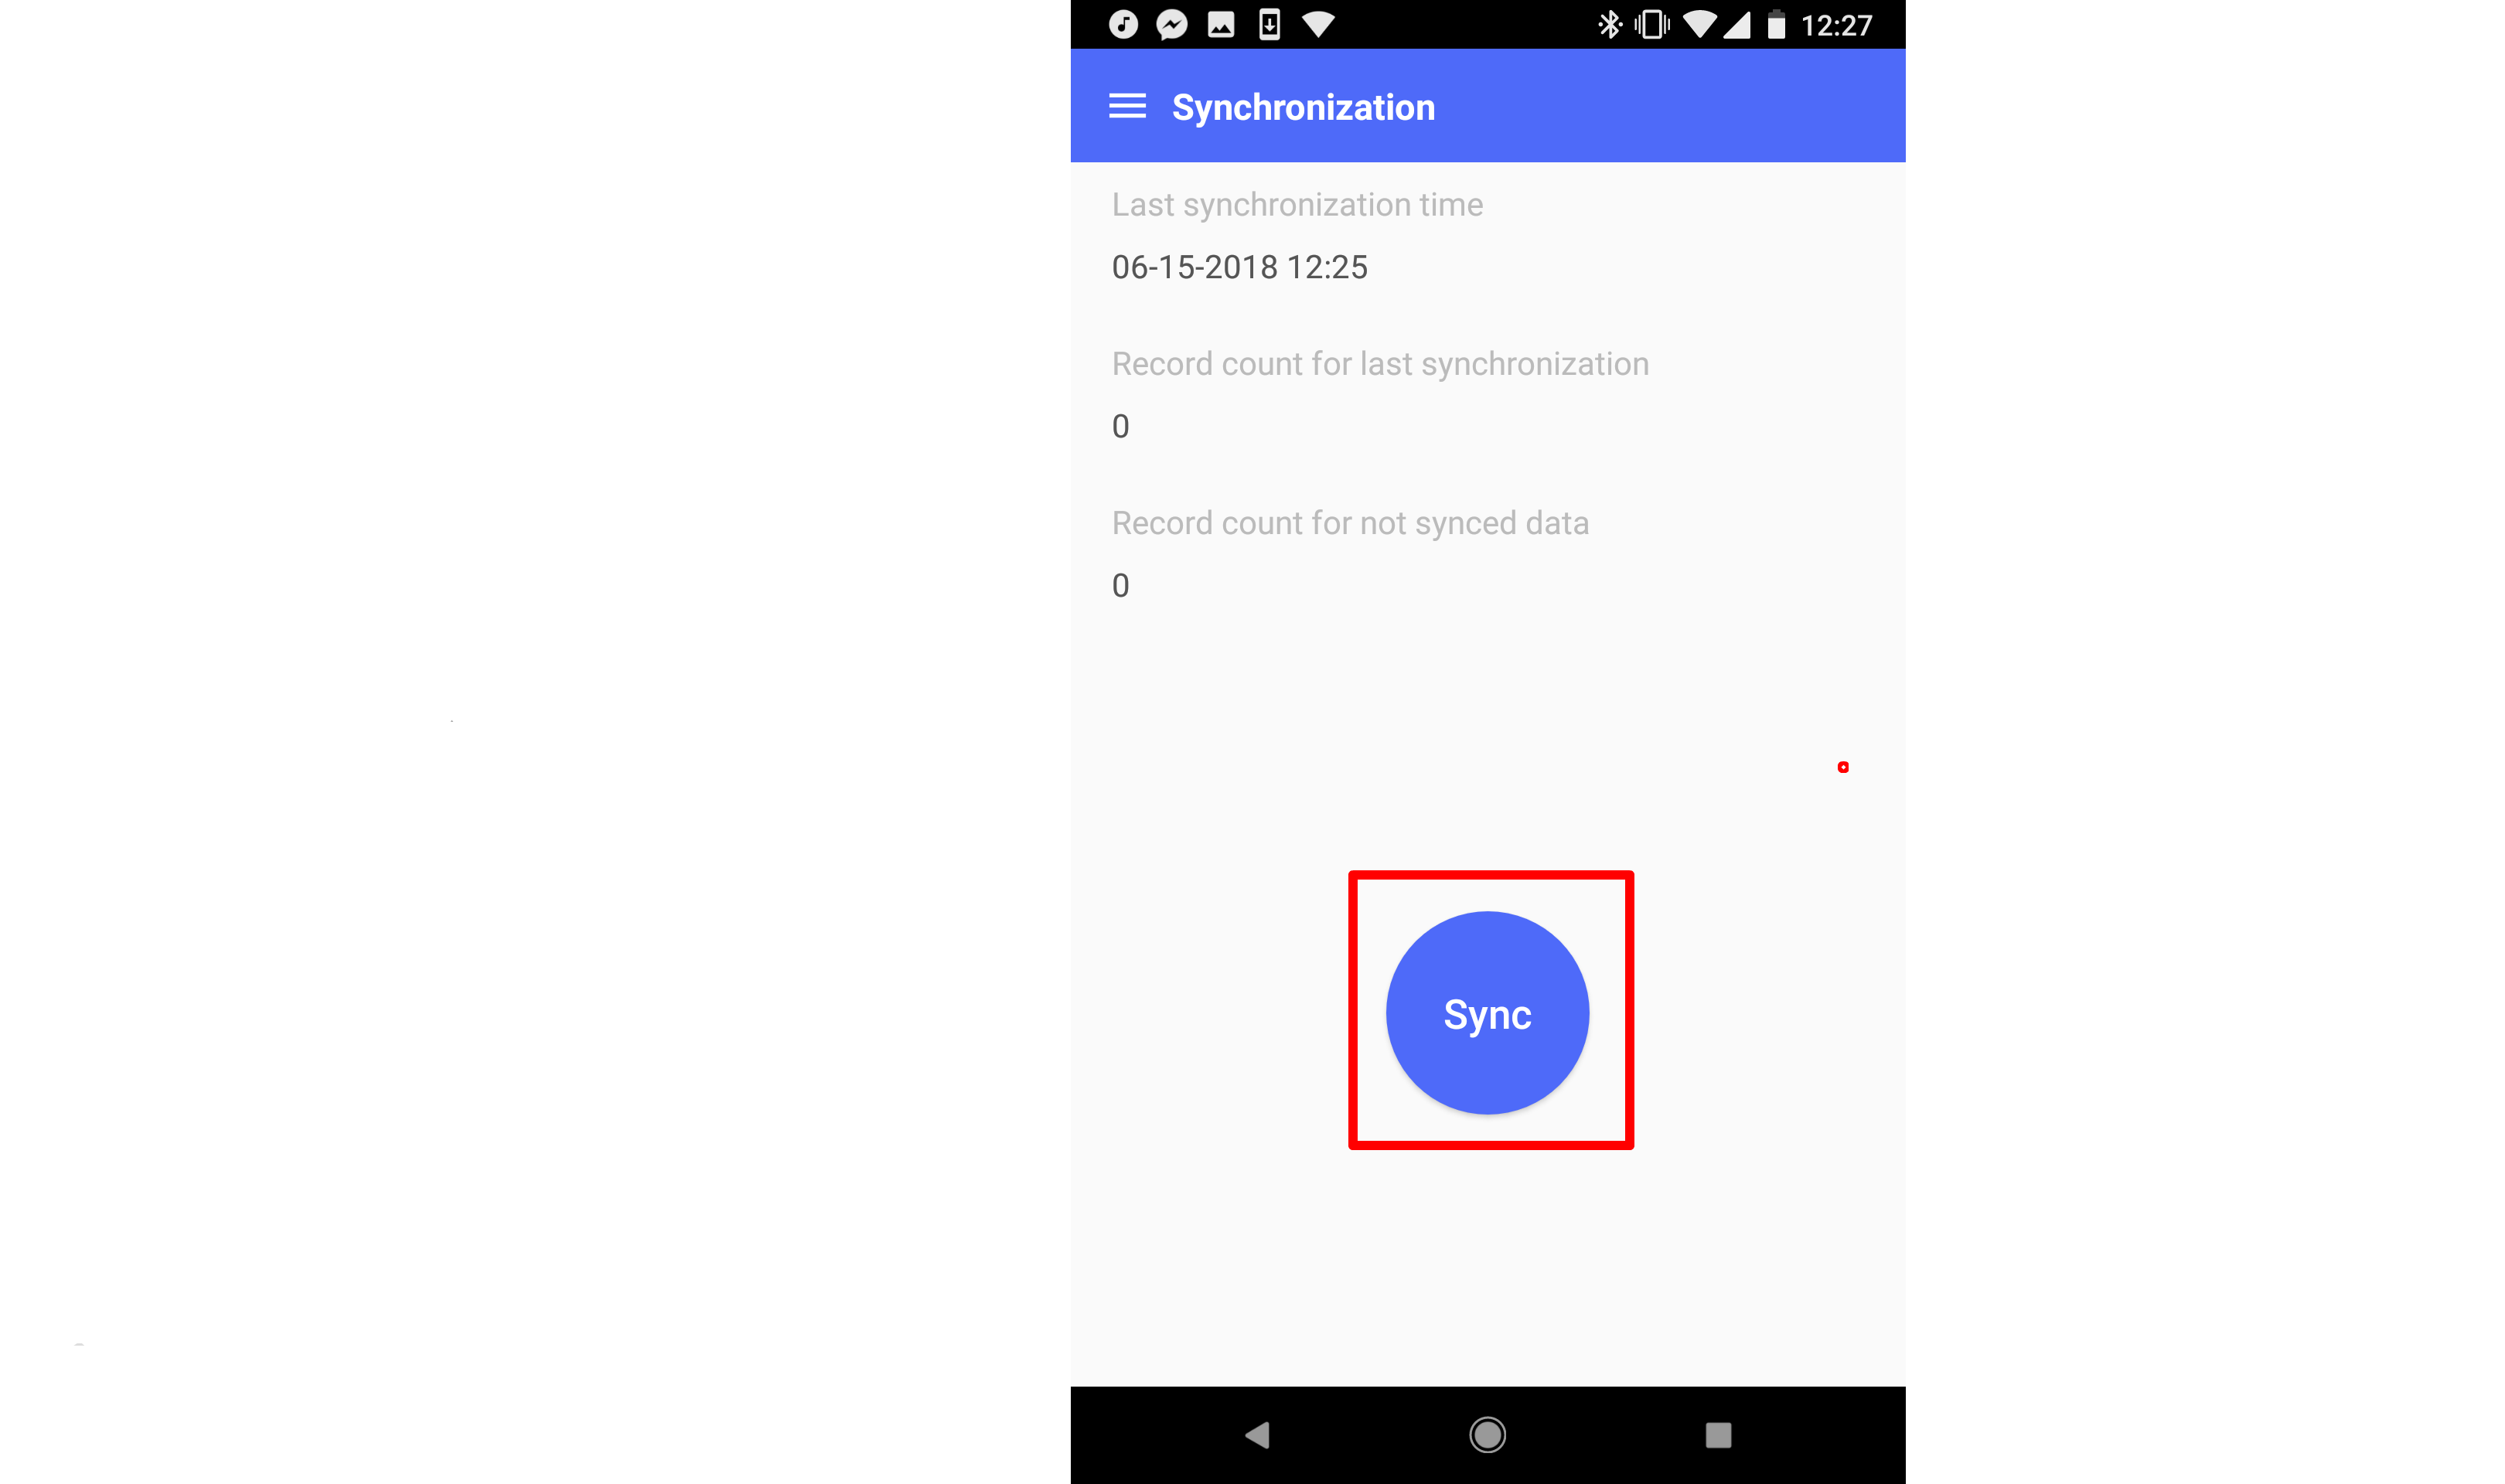 12:27
Synchronization
Last synchronization time
06-15-2018 12:25
Record count for last synchronization
0
Record count for not synced data
0
Sync